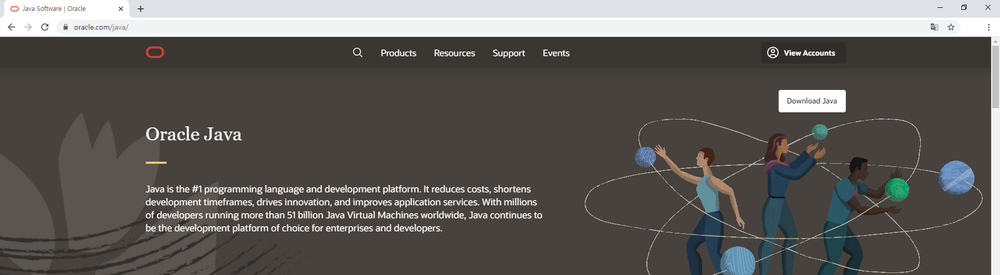 Java Software | Oracle
oracle.com/java/
Products Resources Support Events
View Accounts
Download Java
Oracle Java
Java is the #1 programming language and development platform. It reduces costs, shortens
development timeframes, drives innovation, and improves application services. With millions
of developers running more than 51 billion Java Virtual Machines worldwide, Java continues to
be the development platform of choice for enterprises and developers.